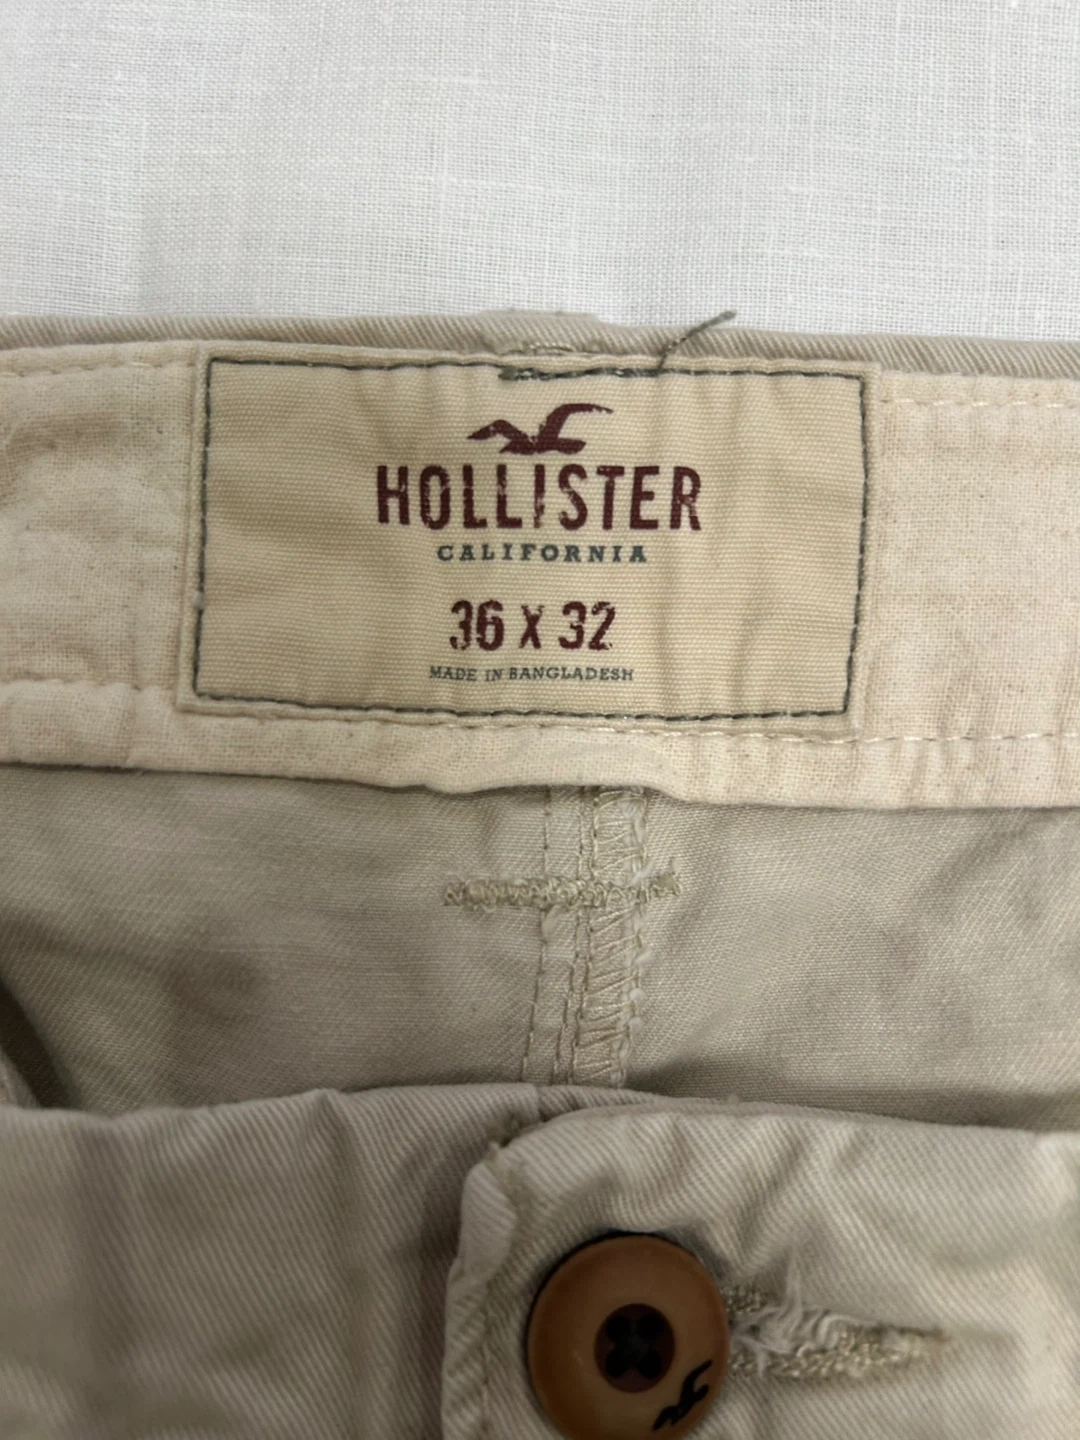 HOLLISTER
CALIFORNIA
36 X 32
MADE IN BANGLADESH